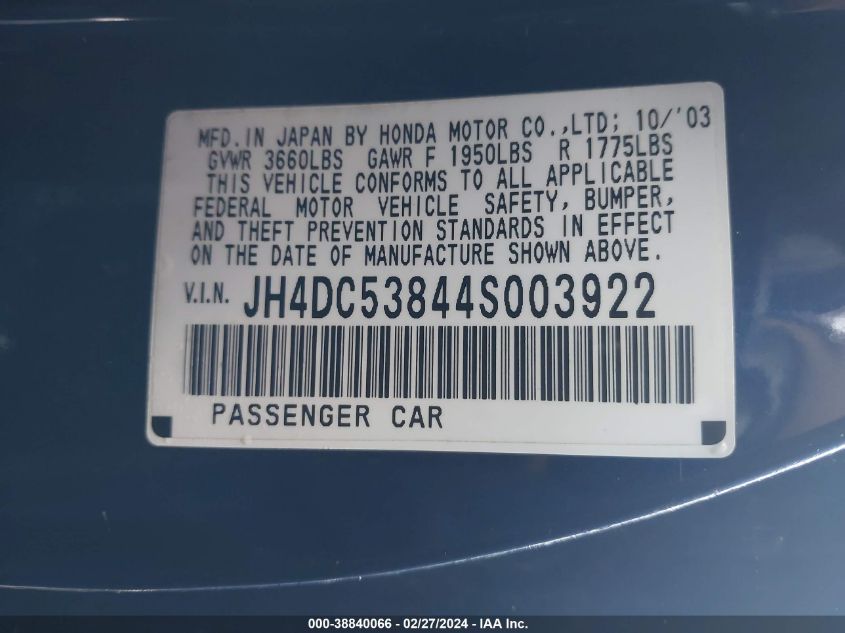 MFD.IN JAPAN BY HONDA MOTOR CO.,LTD; 10/'03
GVWR 3660LBS GAWR F 1950LBS R 1775LBS
THIS VEHICLE CONFORMS TO ALL APPLICABLE
FEDERAL MOTOR VEHICLE SAFETY, BUMPER,
AND THEFT PREVENTION STANDARDS IN EFFECT
ON THE DATE OF MANUFACTURE SHOWN ABOVE.
V.I.N. JH4DC53844S003922
PASSENGER CAR
000-38840066 - 02/27/2024 - IAA Inc.